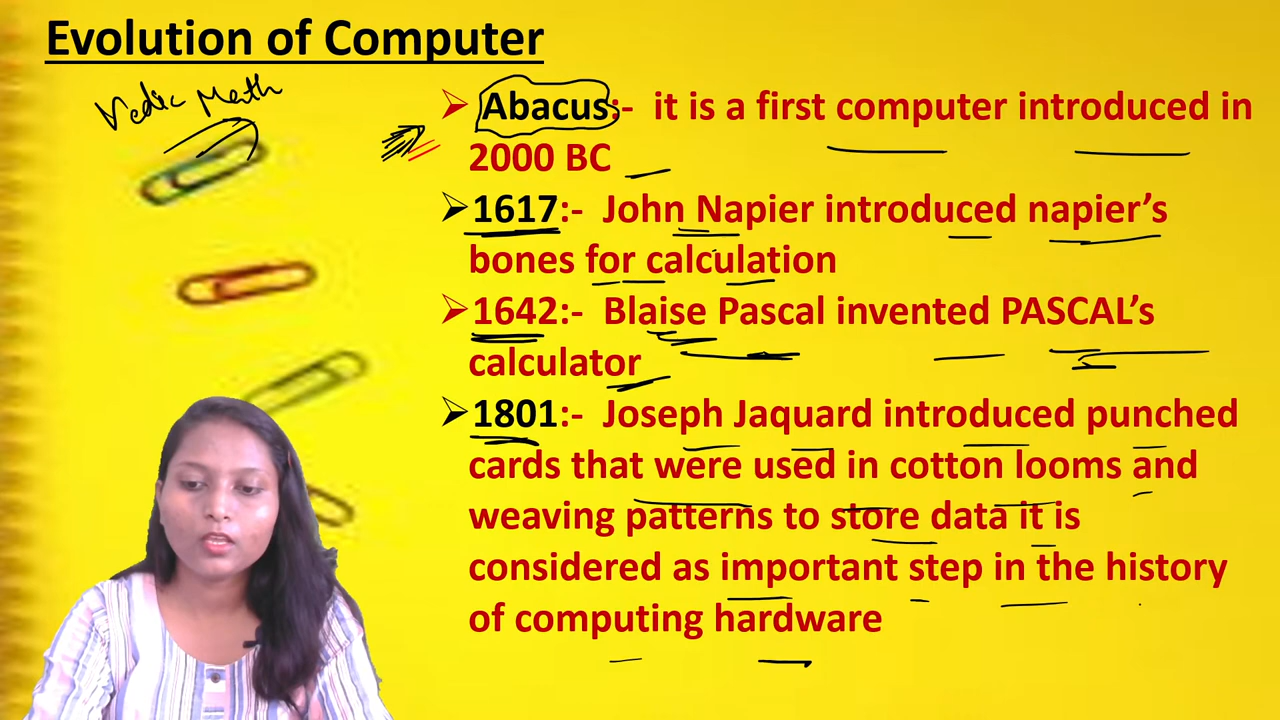 Evolution of Computer
Vedic Math
Abacus:- it is a first computer introduced in
2000 BC
1617:- John Napier introduced napier's
bones for calculation
1642:- Blaise Pascal invented PASCAL's
calculator
1801:- Joseph Jaquard introduced punched
cards that were used in cotton looms and
weaving patterns to store data it is
considered as important step in the history
of computing hardware